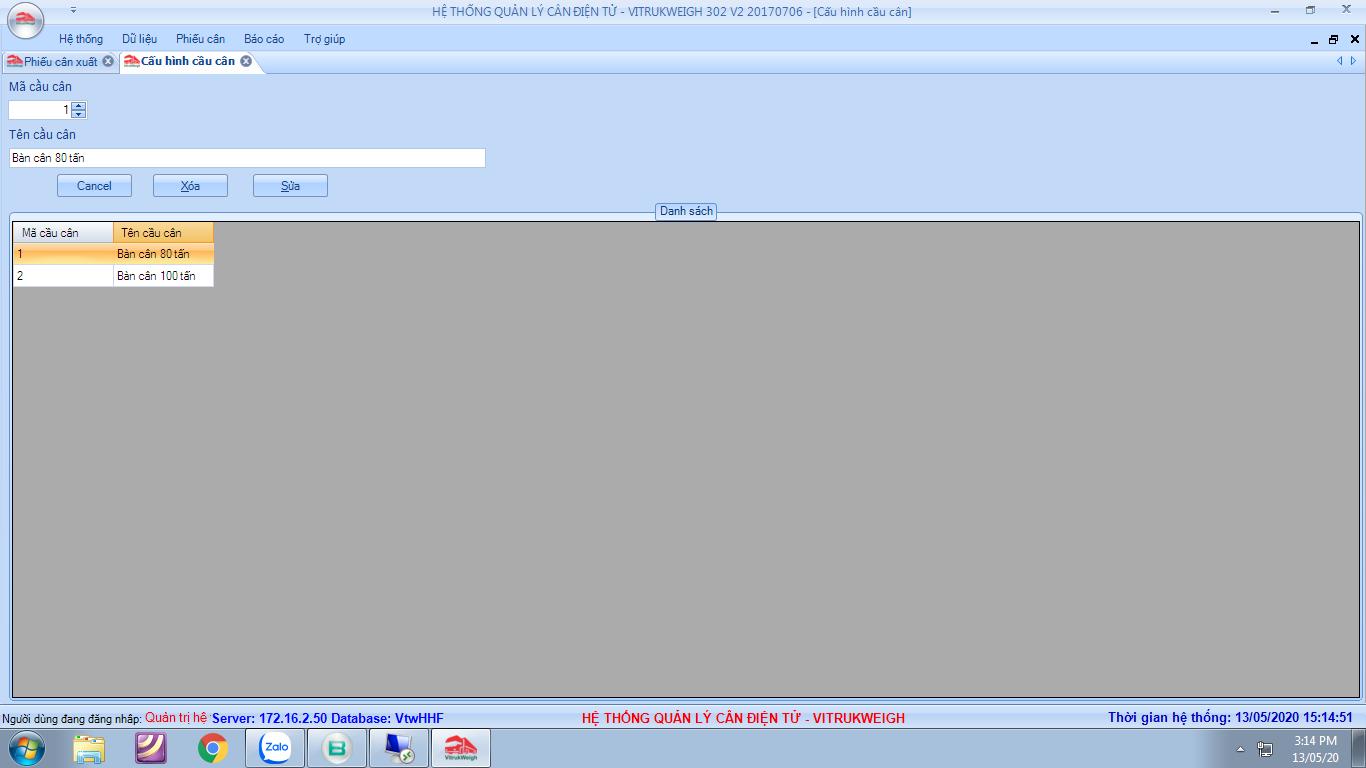 HỆ THỐNG QUẢN LÝ CÂN ĐIỆN TỬ - VITRUKWEIGH 302 V2 20170706 - [Cấu hình cầu cân]
Hệ thống Dữ liệu Phiếu cân Báo cáo Trợ giúp
Phiếu cân xuất Cấu hình cầu cân
Mã cầu cân
1
Tên cầu cân
Bàn cân 80 tấn
Cancel Xóa Sửa
Danh sách
Mã cầu cân Tên cầu cân
1 Bàn cân 80 tấn
2 Bàn cân 100 tấn
Người dùng đang đăng nhập: Quản trị hệ Server: 172.16.2.50 Database: VtwHHF HỆ THỐNG QUẢN LÝ CÂN ĐIỆN TỬ - VITRUKWEIGH Thời gian hệ thống: 13/05/2020 15:14:51
Zalo B VitrukWeigh 3:14 PM
13/05/20